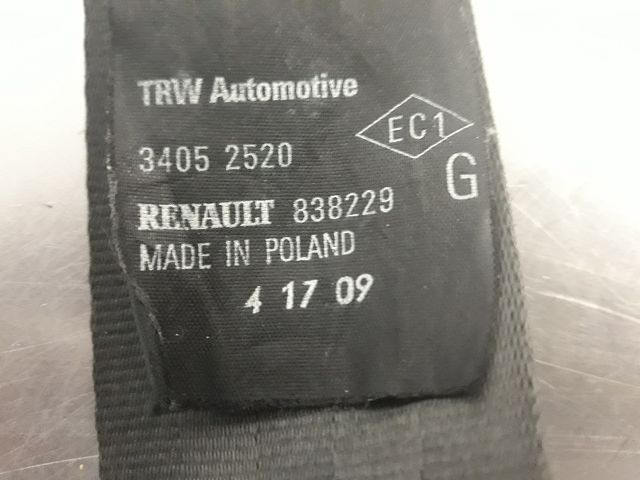 TRW Automotive
EC1
3405 2520
G
RENAULT 838229
MADE IN POLAND
4 17 09